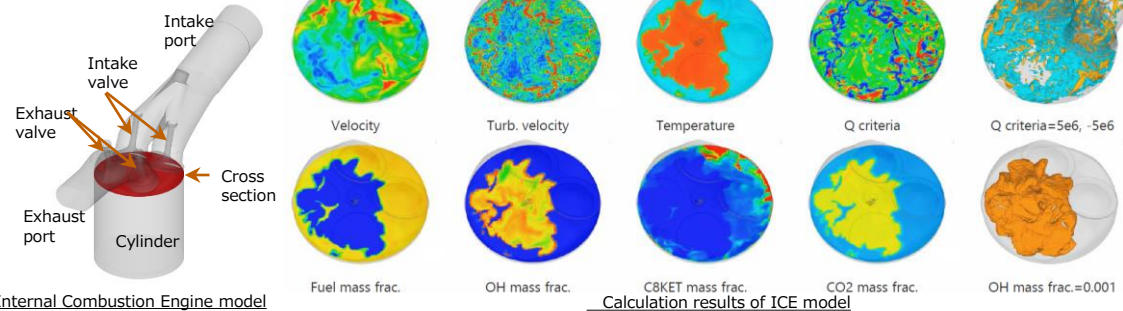 Intake
port
Intake
valve
Exhaust
valve
Cross
section
Exhaust
port
Cylinder
Internal Combustion Engine model
Velocity
Turb. velocity
Temperature
Q criteria
Q criteria=5e6, -5e6
Fuel mass frac.
OH mass frac.
C8KET mass frac.
CO2 mass frac.
OH mass frac.=0.001
Calculation results of ICE model